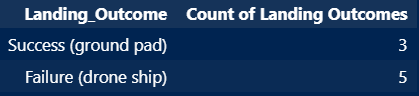 Landing_Outcome Count of Landing Outcomes
Success (ground pad) 3
Failure (drone ship) 5